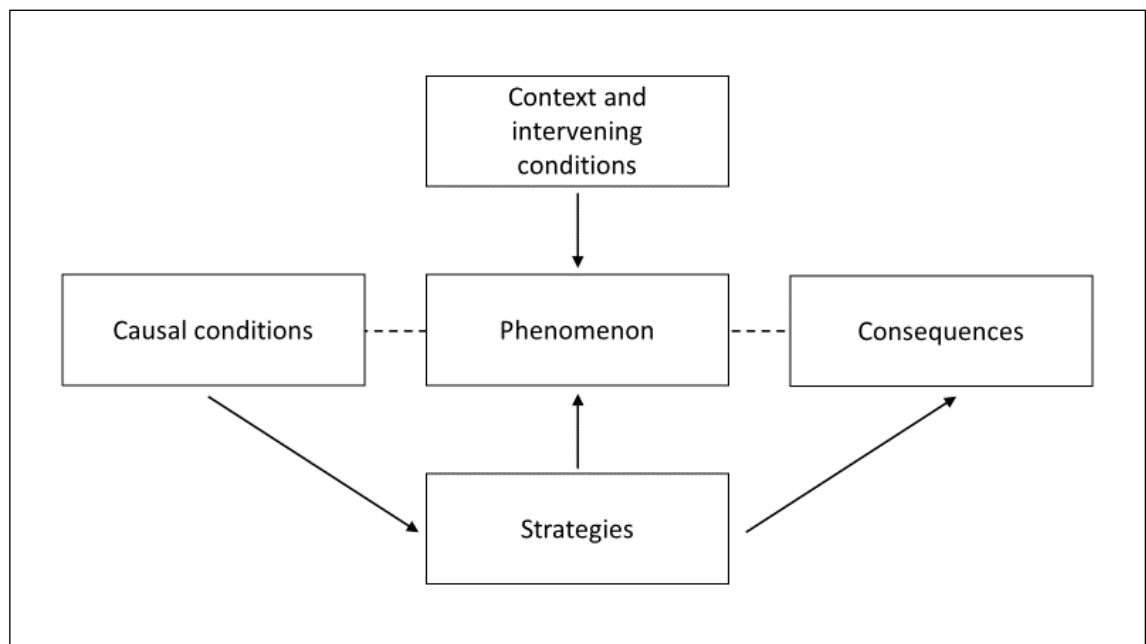 Context and
intervening
conditions
Causal conditions
Phenomenon
Consequences
Strategies